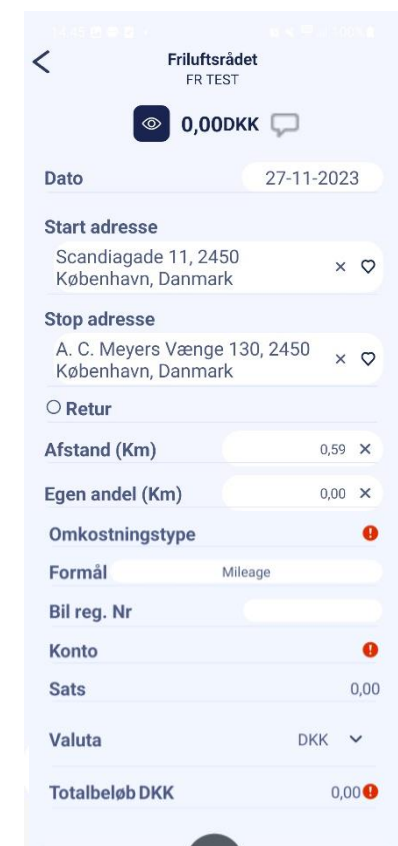 Friluftsrådet
FR TEST
0,00DKK
Dato 27-11-2023
Start adresse
Scandiagade 11, 2450
København, Danmark
Stop adresse
A. C. Meyers Vænge 130, 2450
København, Danmark
Retur
Afstand (Km) 0,59
Egen andel (Km) 0,00
Omkostningstype
Formål Mileage
Bil reg. Nr
Konto
Sats 0,00
Valuta DKK
Totalbeløb DKK 0,00